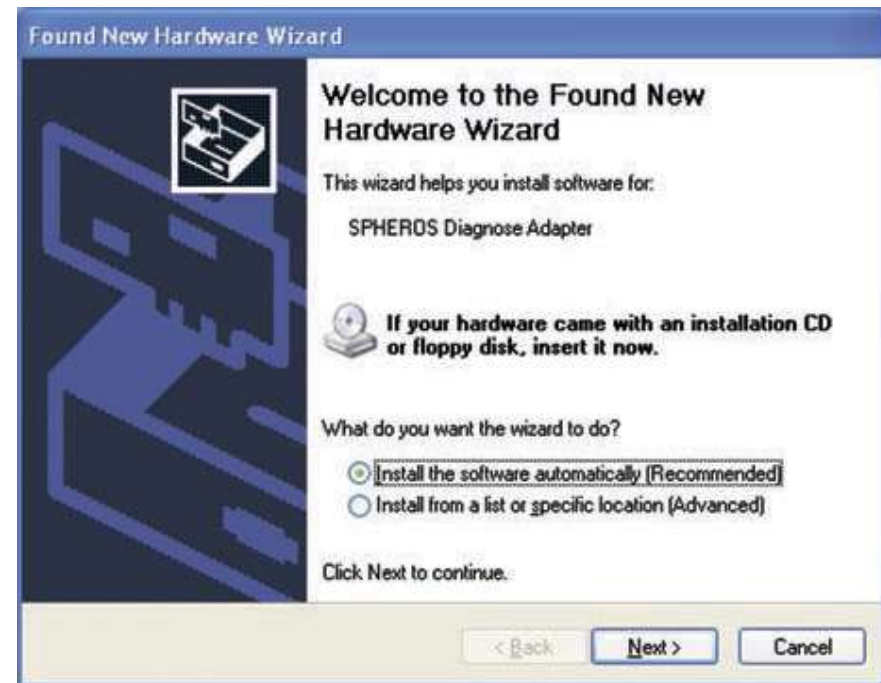 Found New Hardware Wizard
Welcome to the Found New
Hardware Wizard
This wizard helps you install software for:
SPHEROS Diagnose Adapter
If your hardware came with an installation CD
or floppy disk, insert it now.
What do you want the wizard to do?
Install the software automatically (Recommended)
Install from a list or specific location (Advanced)
Click Next to continue.
< Back Next > Cancel